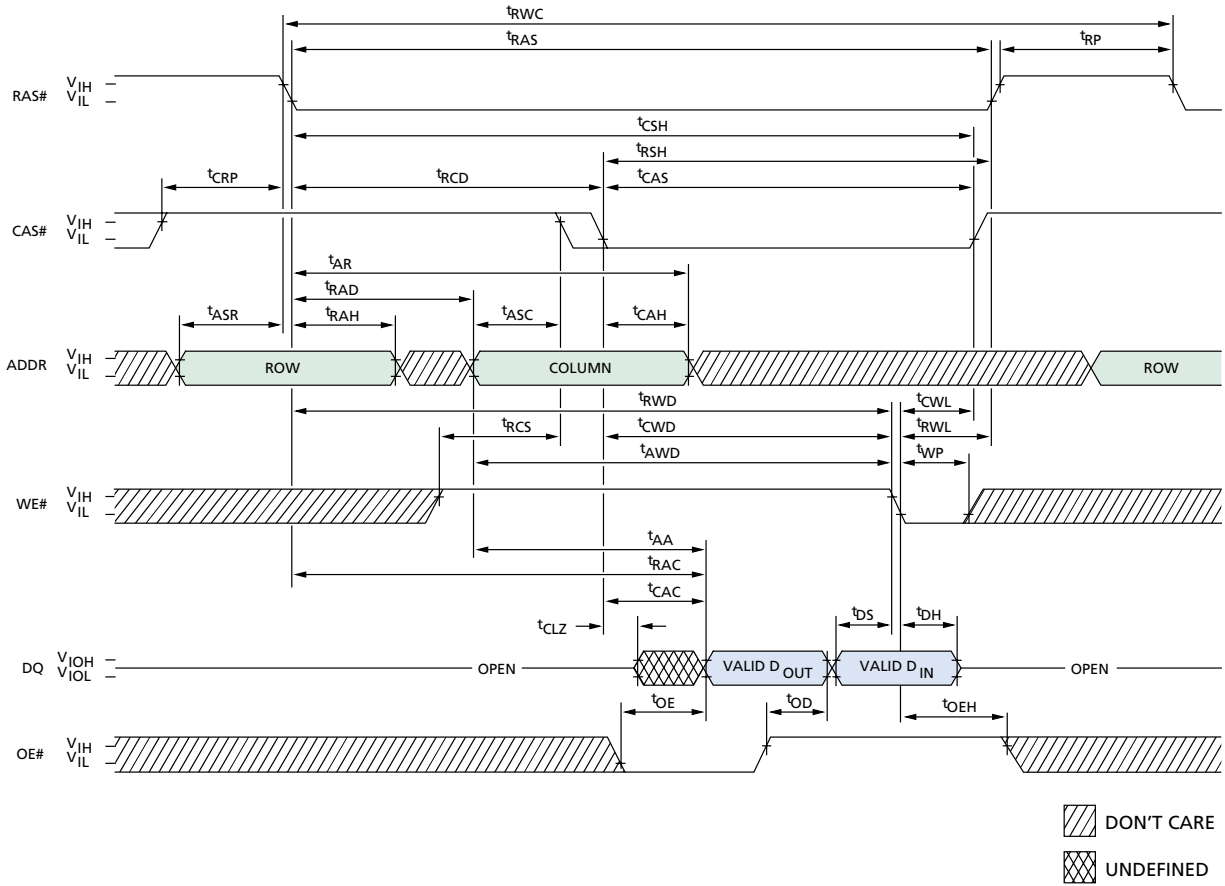 tRWC
tRAS
tRP
RAS#
VIH
VIL
tCSH
tRSH
tCRP
tRCD
tCAS
CAS#
VIH
VIL
tAR
tRAD
tASR
tRAH
tASC
tCAH
ADDR
VIH
VIL
ROW
COLUMN
ROW
tRWD
tCWL
tRCS
tCWD
tRWL
tAWD
tWP
WE#
VIH
VIL
tAA
tRAC
tCAC
tCLZ
tDS
tDH
DQ
VIOH
VIOL
OPEN
VALID DOUT
VALID DIN
OPEN
tOE
tOD
tOEH
OE#
VIH
VIL
DON'T CARE
UNDEFINED